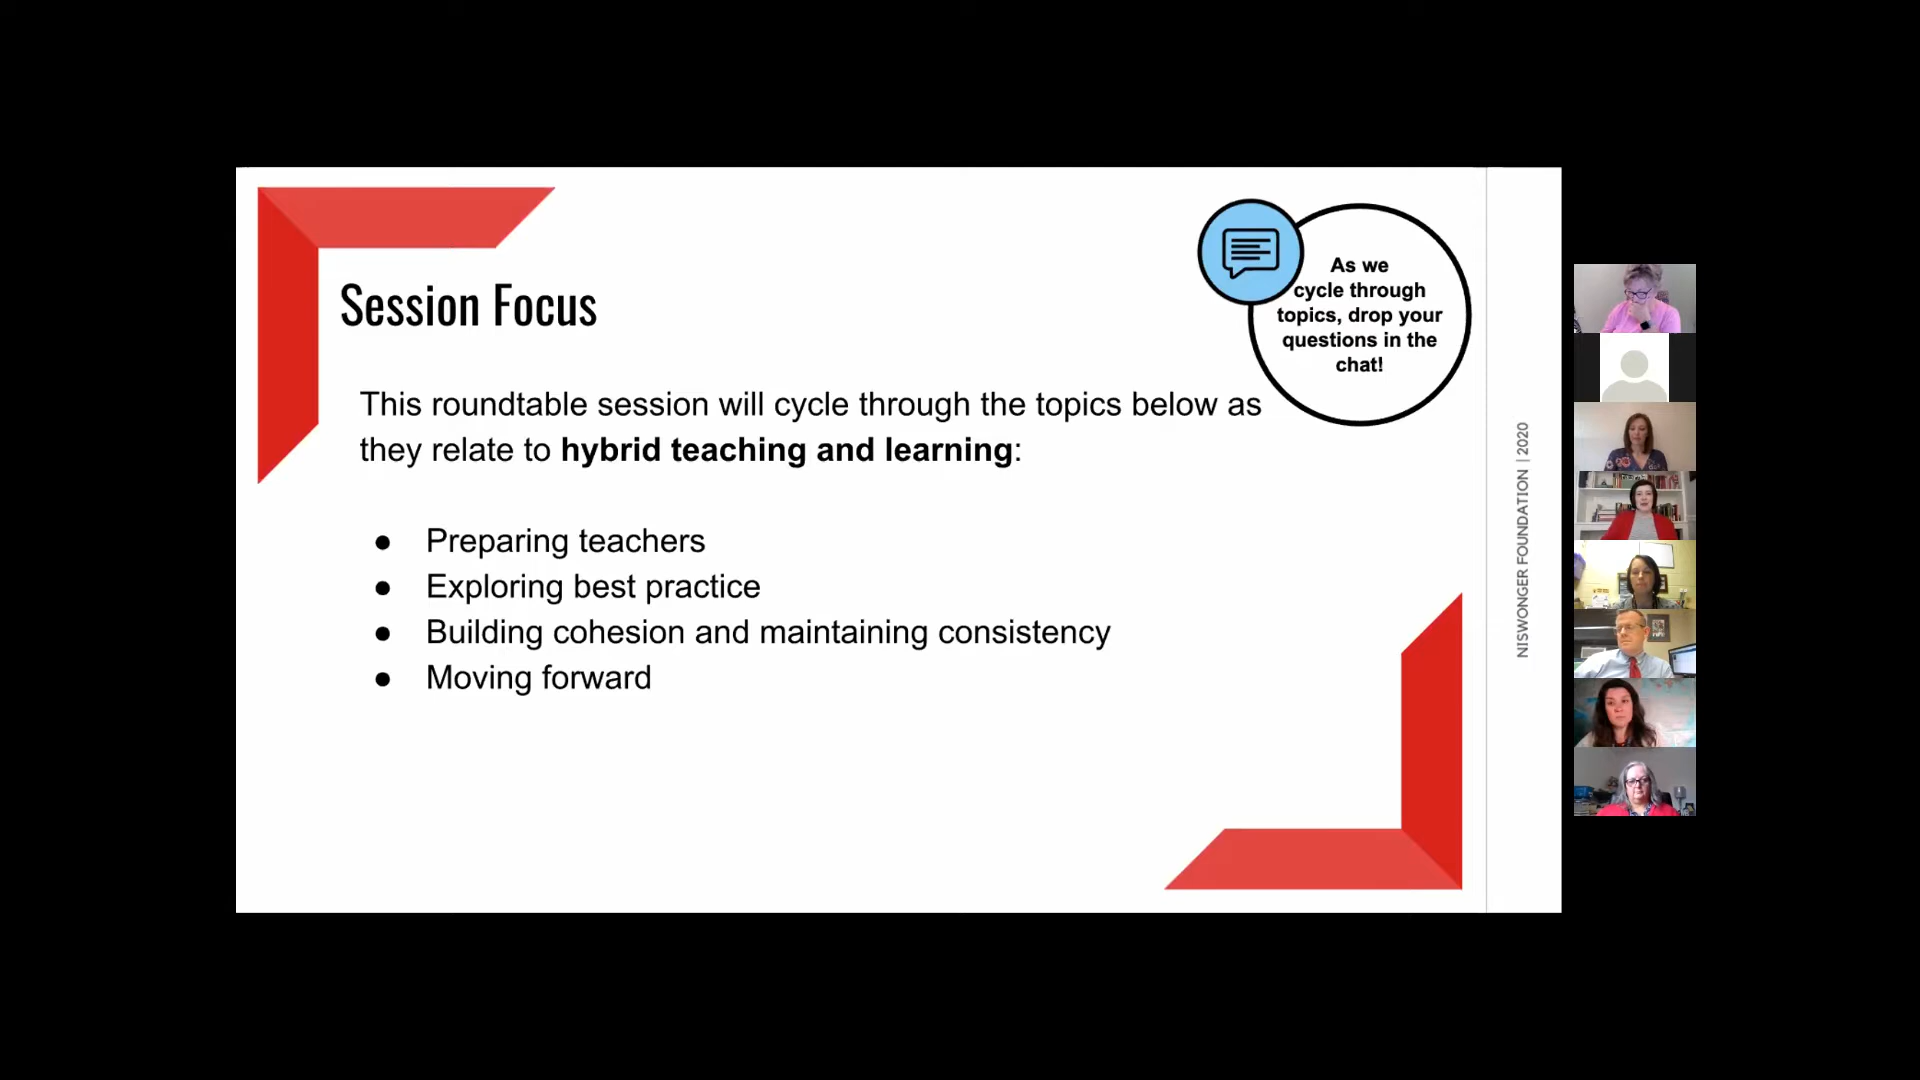 Session Focus
As we
cycle through
topics, drop your
questions in the
chat!
This roundtable session will cycle through the topics below as
they relate to hybrid teaching and learning:
● Preparing teachers
● Exploring best practice
● Building cohesion and maintaining consistency
● Moving forward
NISWONGER FOUNDATION | 2020